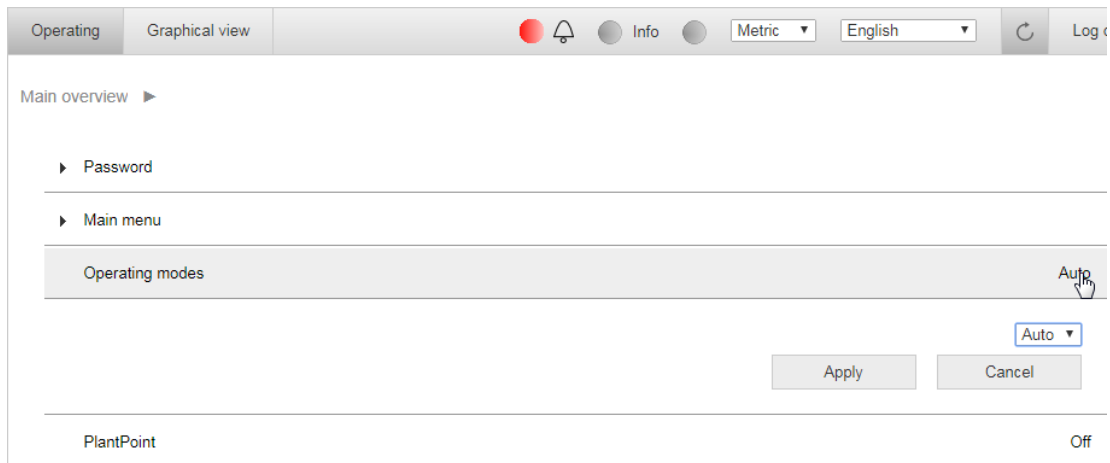 Operating Graphical view Info Metric English Log
Main overview
Password
Main menu
Operating modes Auto
Auto
Apply Cancel
PlantPoint Off